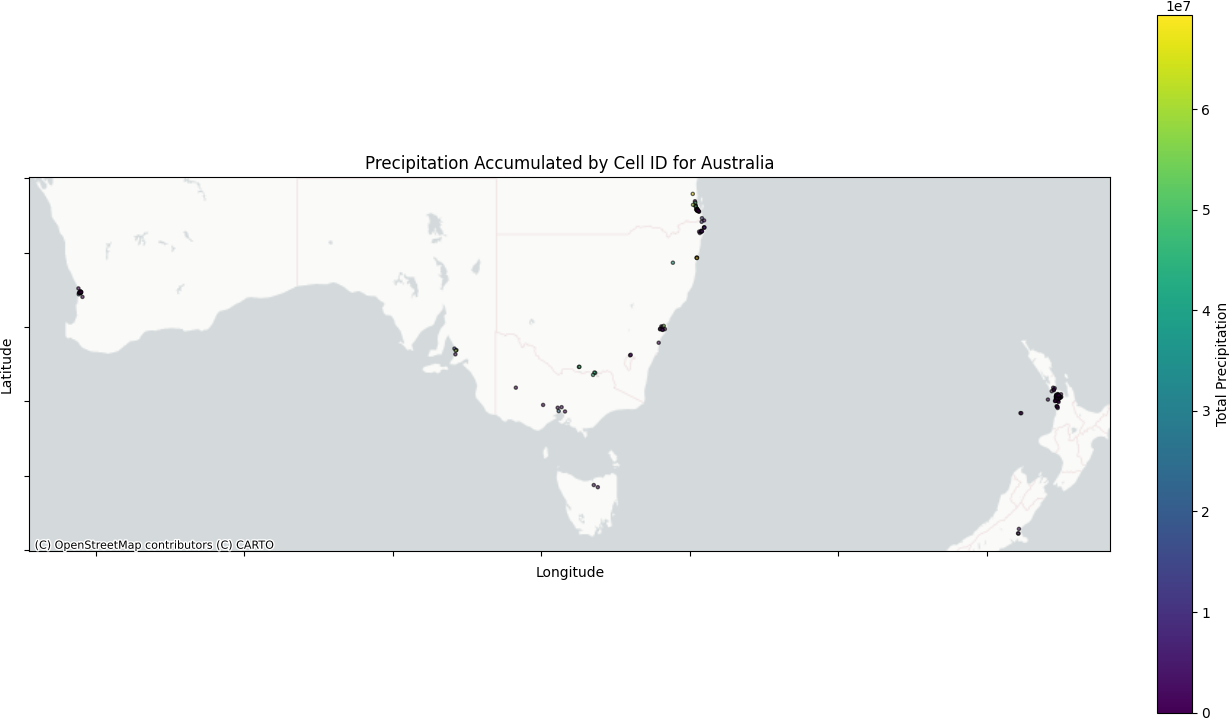 1e7
Precipitation Accumulated by Cell ID for Australia
6
5
4
3
2
1
0
Total Precipitation
Latitude
(C) OpenStreetMap contributors (C) CARTO
Longitude